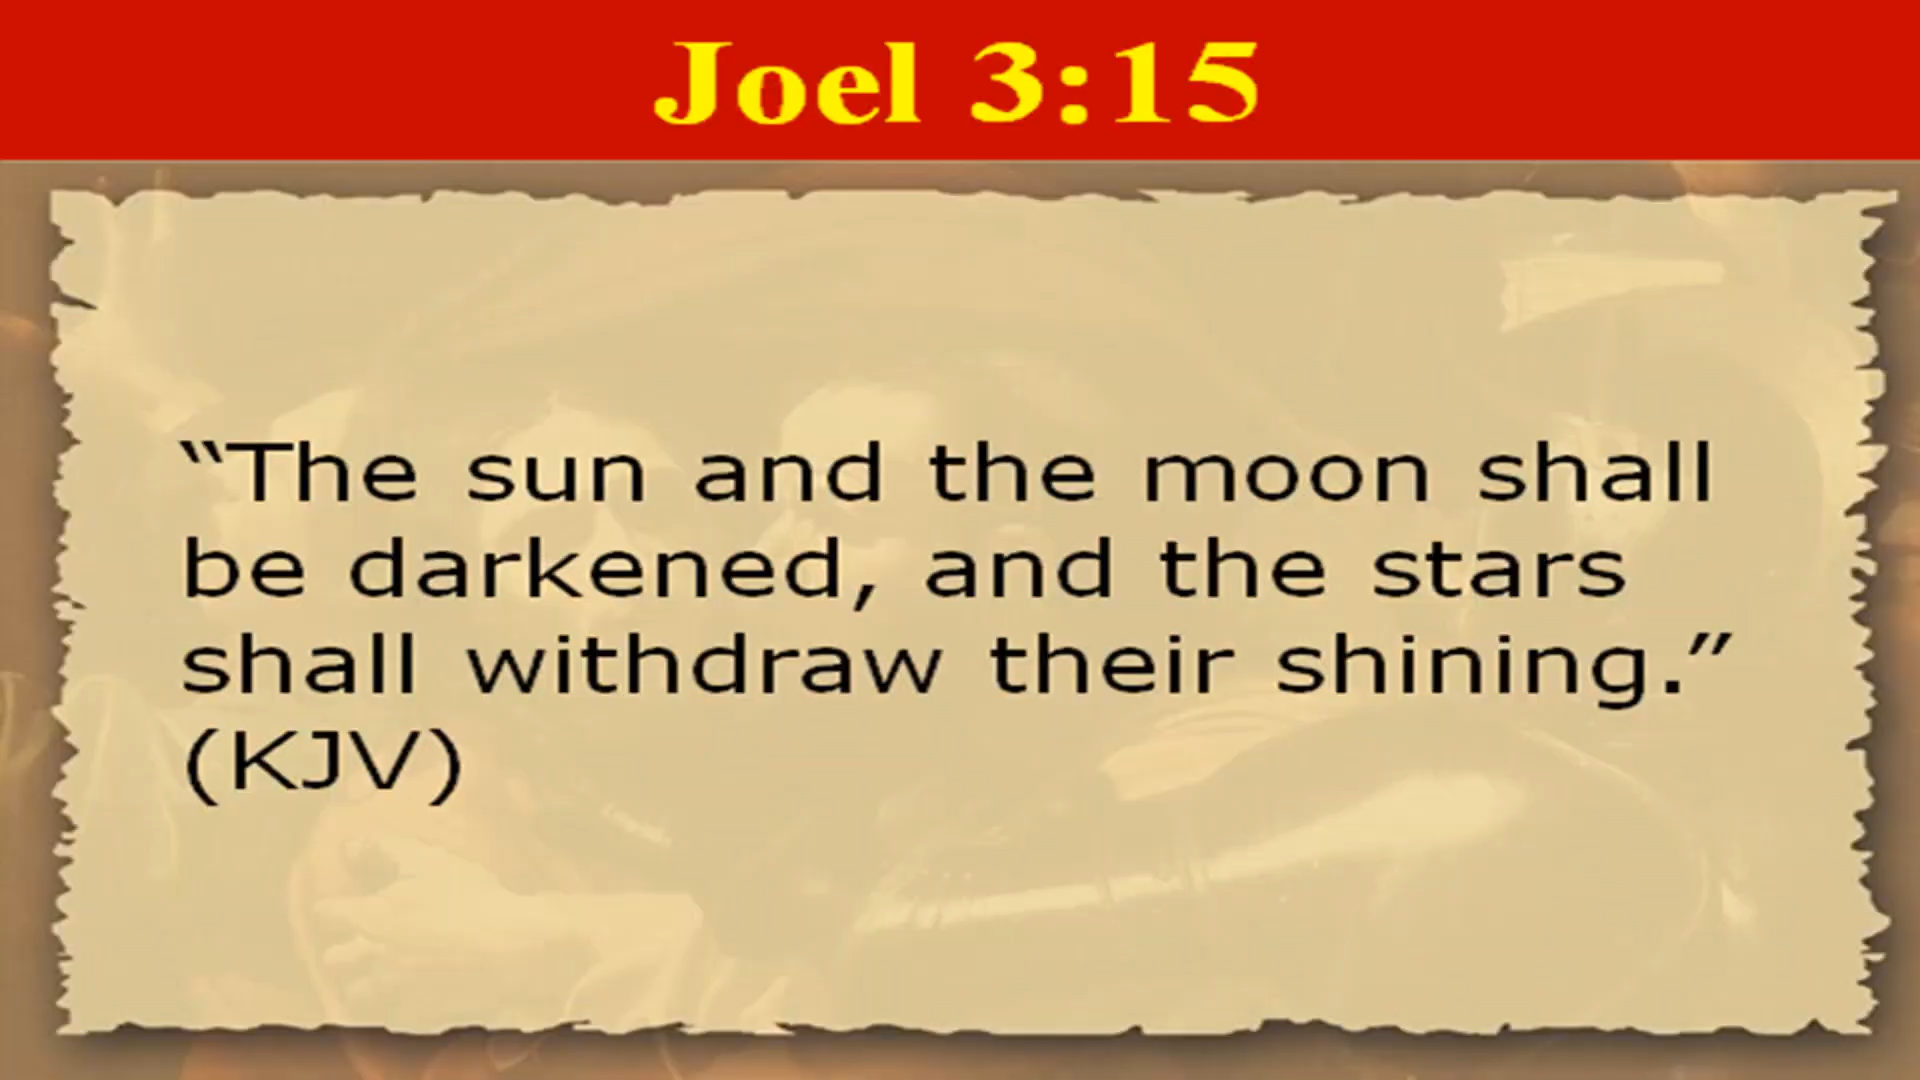 Joel 3:15
“The sun and the moon shall
be darkened, and the stars
shall withdraw their shining.”
(KJV)